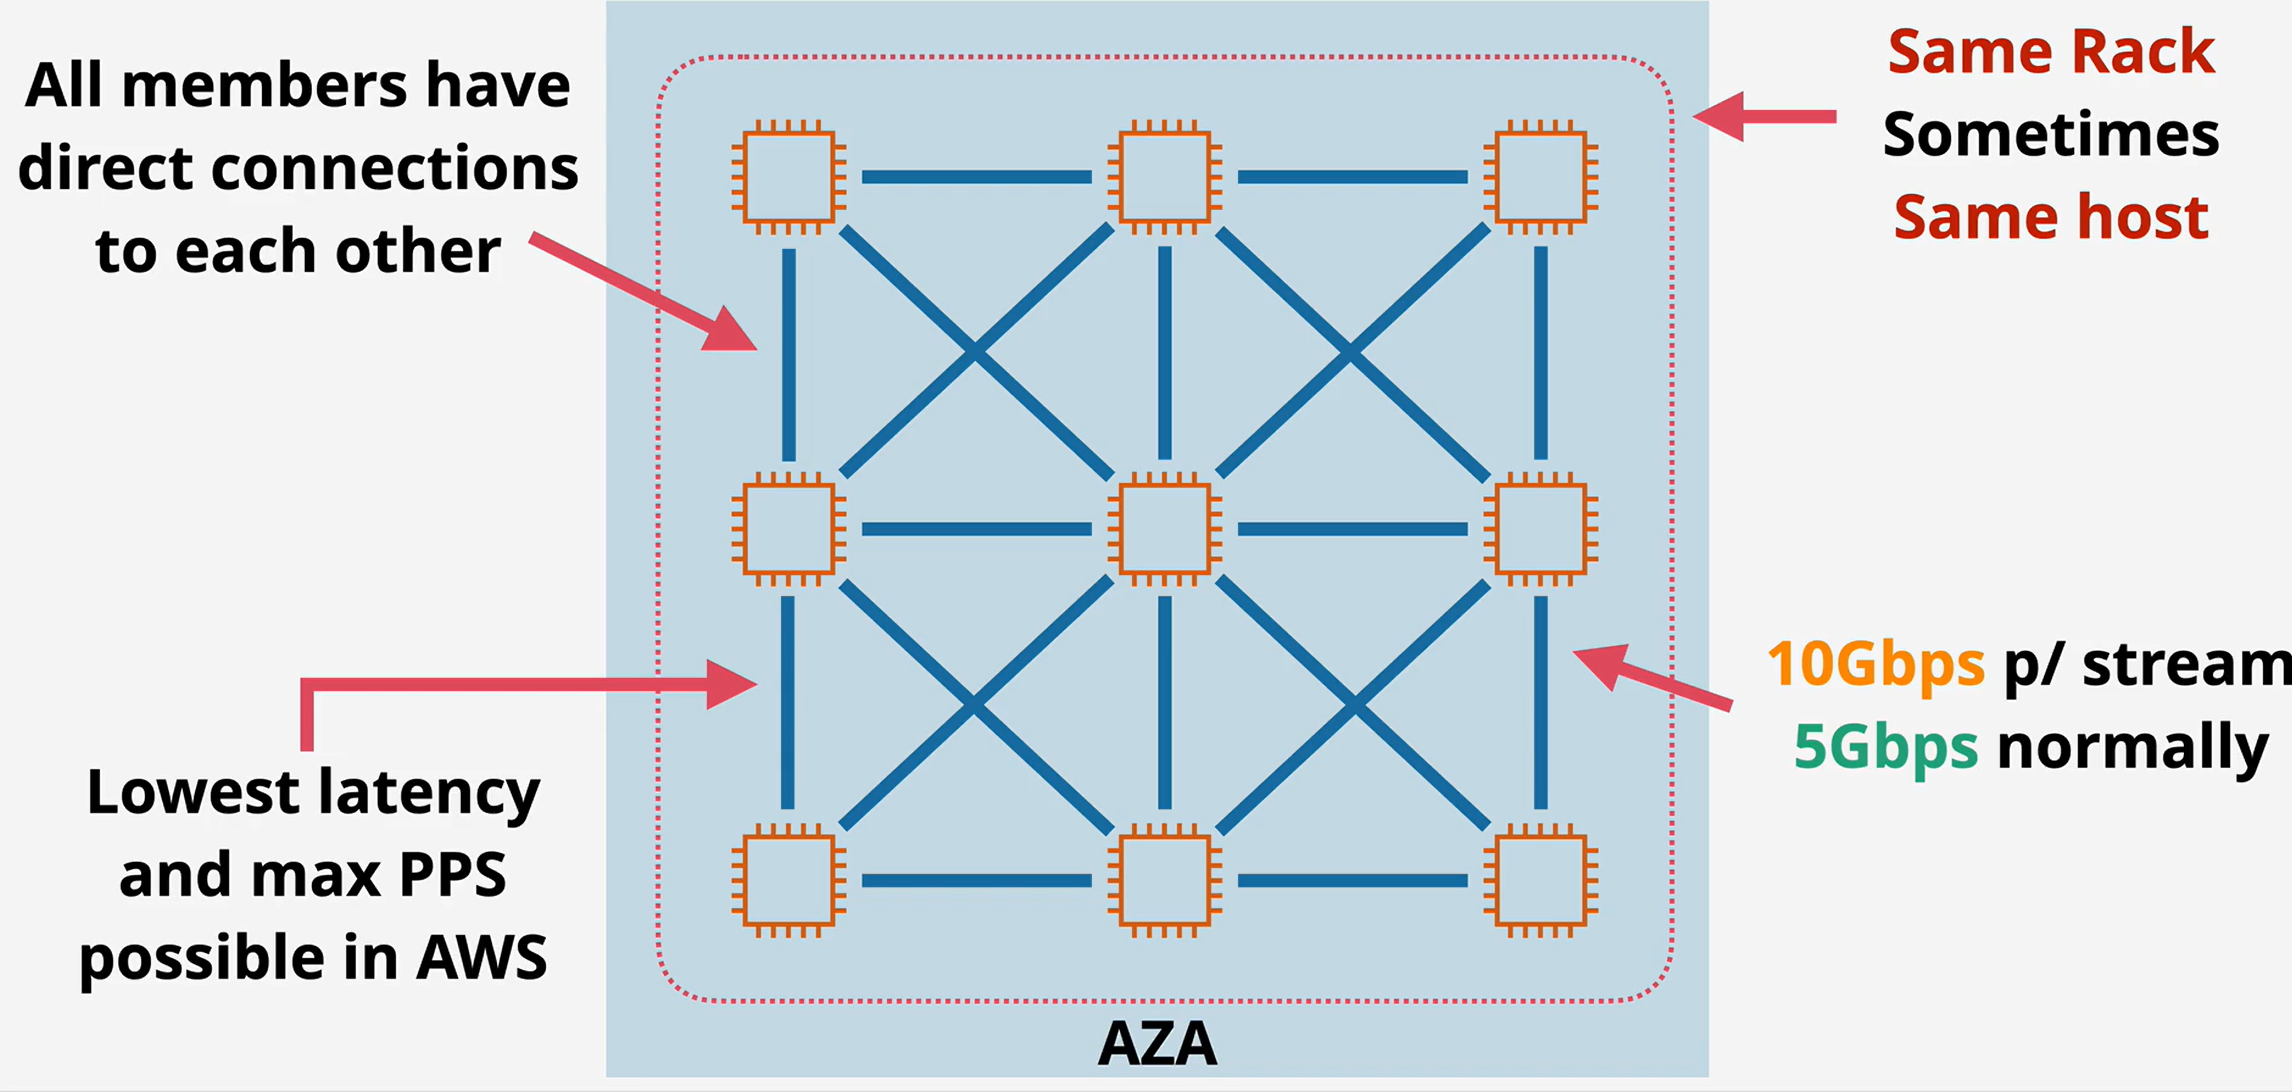 All members have
direct connections
to each other
Same Rack
Sometimes
Same host
10Gbps p/ stream
5Gbps normally
Lowest latency
and max PPS
possible in AWS
AZA